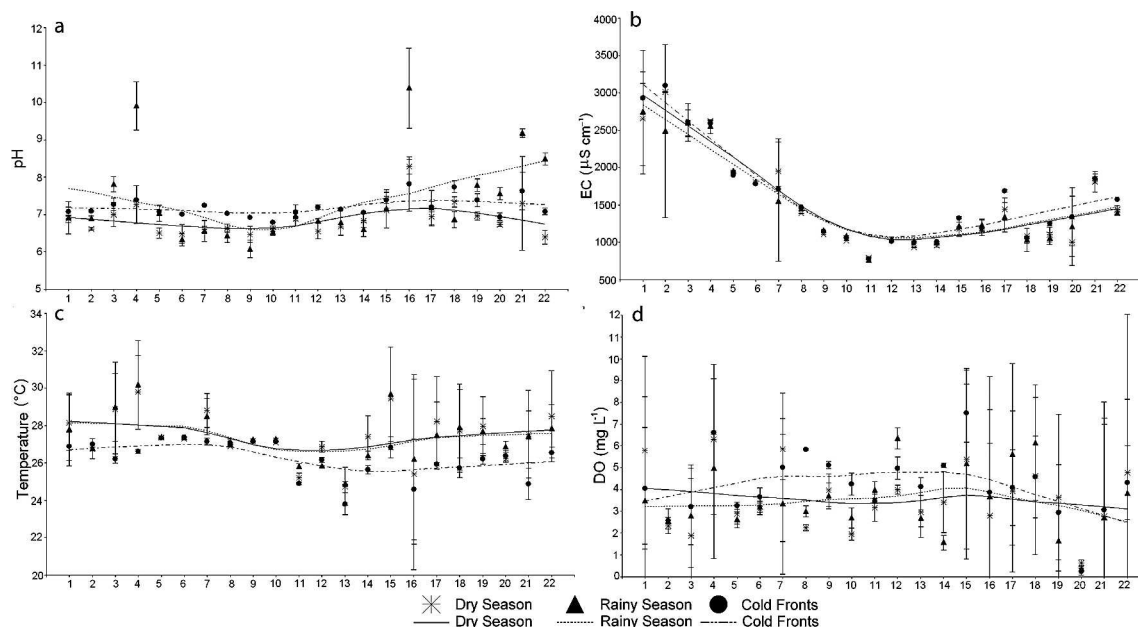 a
12
11
10
9
8
7
6
5
pH
1 2 3 4 5 6 7 8 9 10 11 12 13 14 15 16 17 18 19 20 21 22
b
4000
3500
3000
2500
2000
1500
1000
500
EC (µS cm⁻¹)
1 2 3 4 5 6 7 8 9 10 11 12 13 14 15 16 17 18 19 20 21 22
c
34
32
30
28
26
24
22
20
Temperature (°C)
1 2 3 4 5 6 7 8 9 10 11 12 13 14 15 16 17 18 19 20 21 22
d
12
11
10
9
8
7
6
5
4
3
2
1
0
DO (mg L⁻¹)
1 2 3 4 5 6 7 8 9 10 11 12 13 14 15 16 17 18 19 20 21 22
Dry Season Rainy Season Cold Fronts
Dry Season Rainy Season Cold Fronts